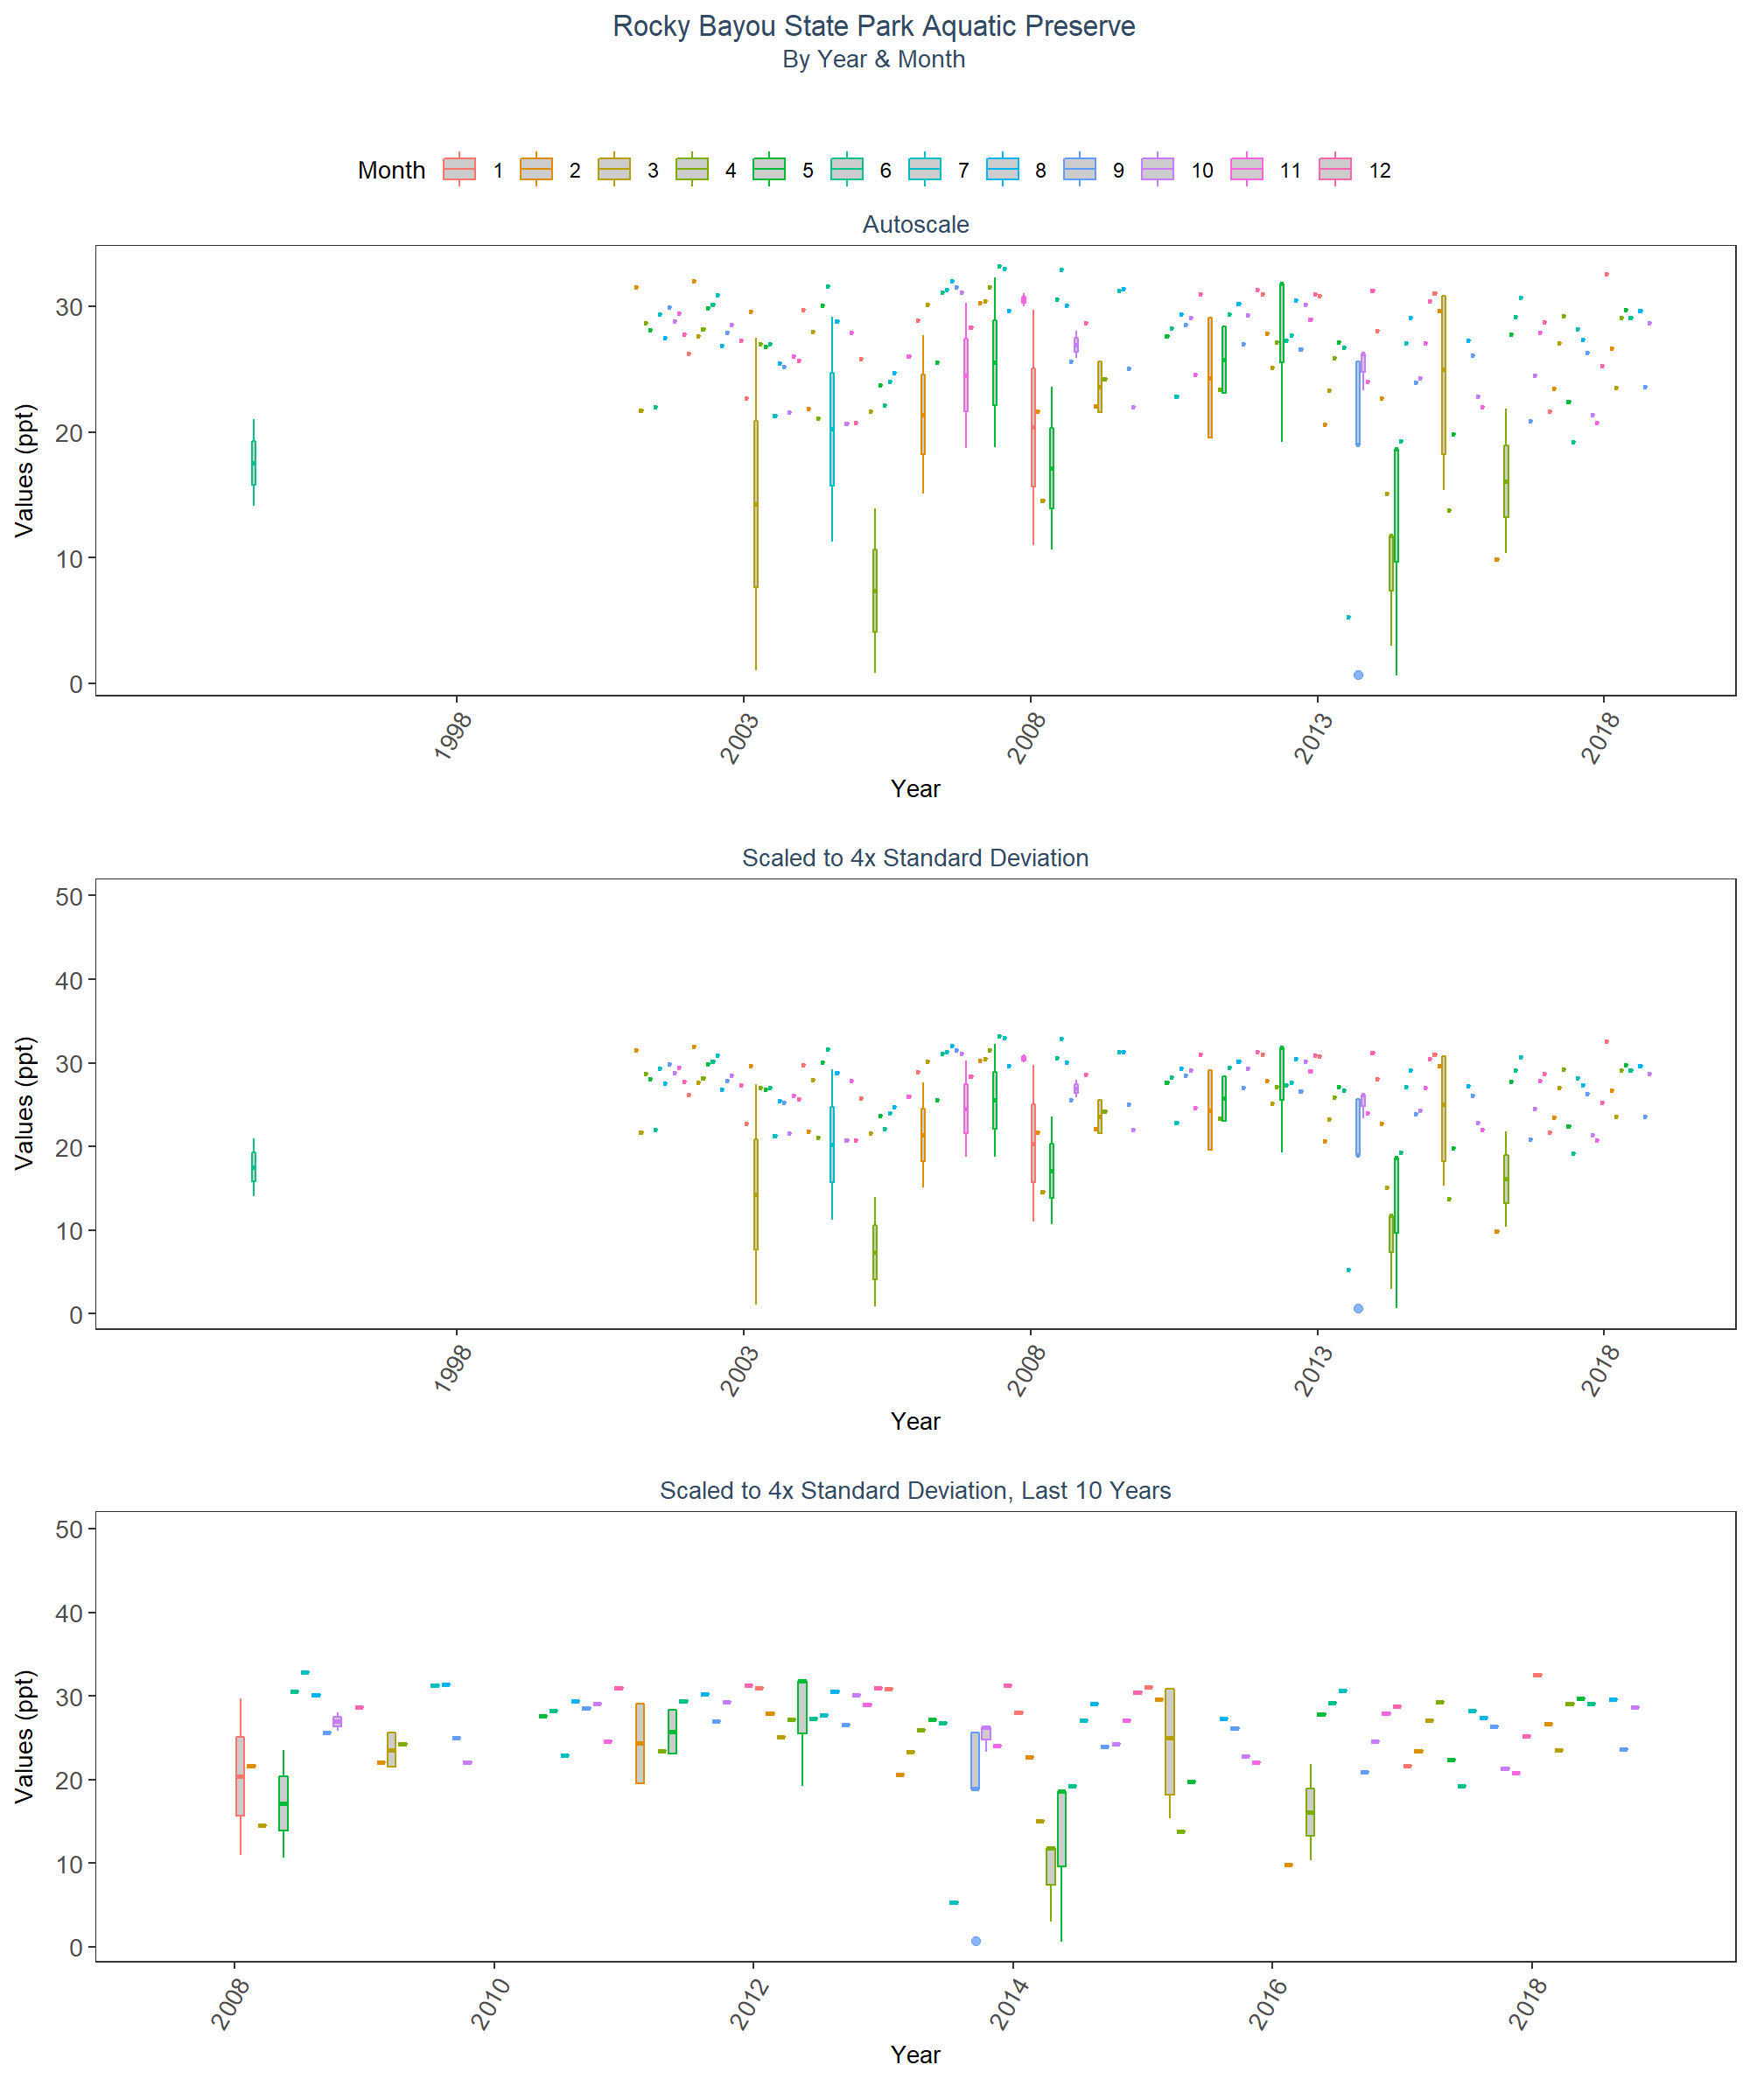 Rocky Bayou State Park Aquatic Preserve
By Year & Month
Month 1 2 3 4 5 6 7 8 9 10 11 12
Autoscale
Values (ppt)
30
20
10
0
1998 2003 2008 2013 2018
Year
Scaled to 4x Standard Deviation
Values (ppt)
50
40
30
20
10
0
1998 2003 2008 2013 2018
Year
Scaled to 4x Standard Deviation, Last 10 Years
Values (ppt)
50
40
30
20
10
0
2008 2010 2012 2014 2016 2018
Year